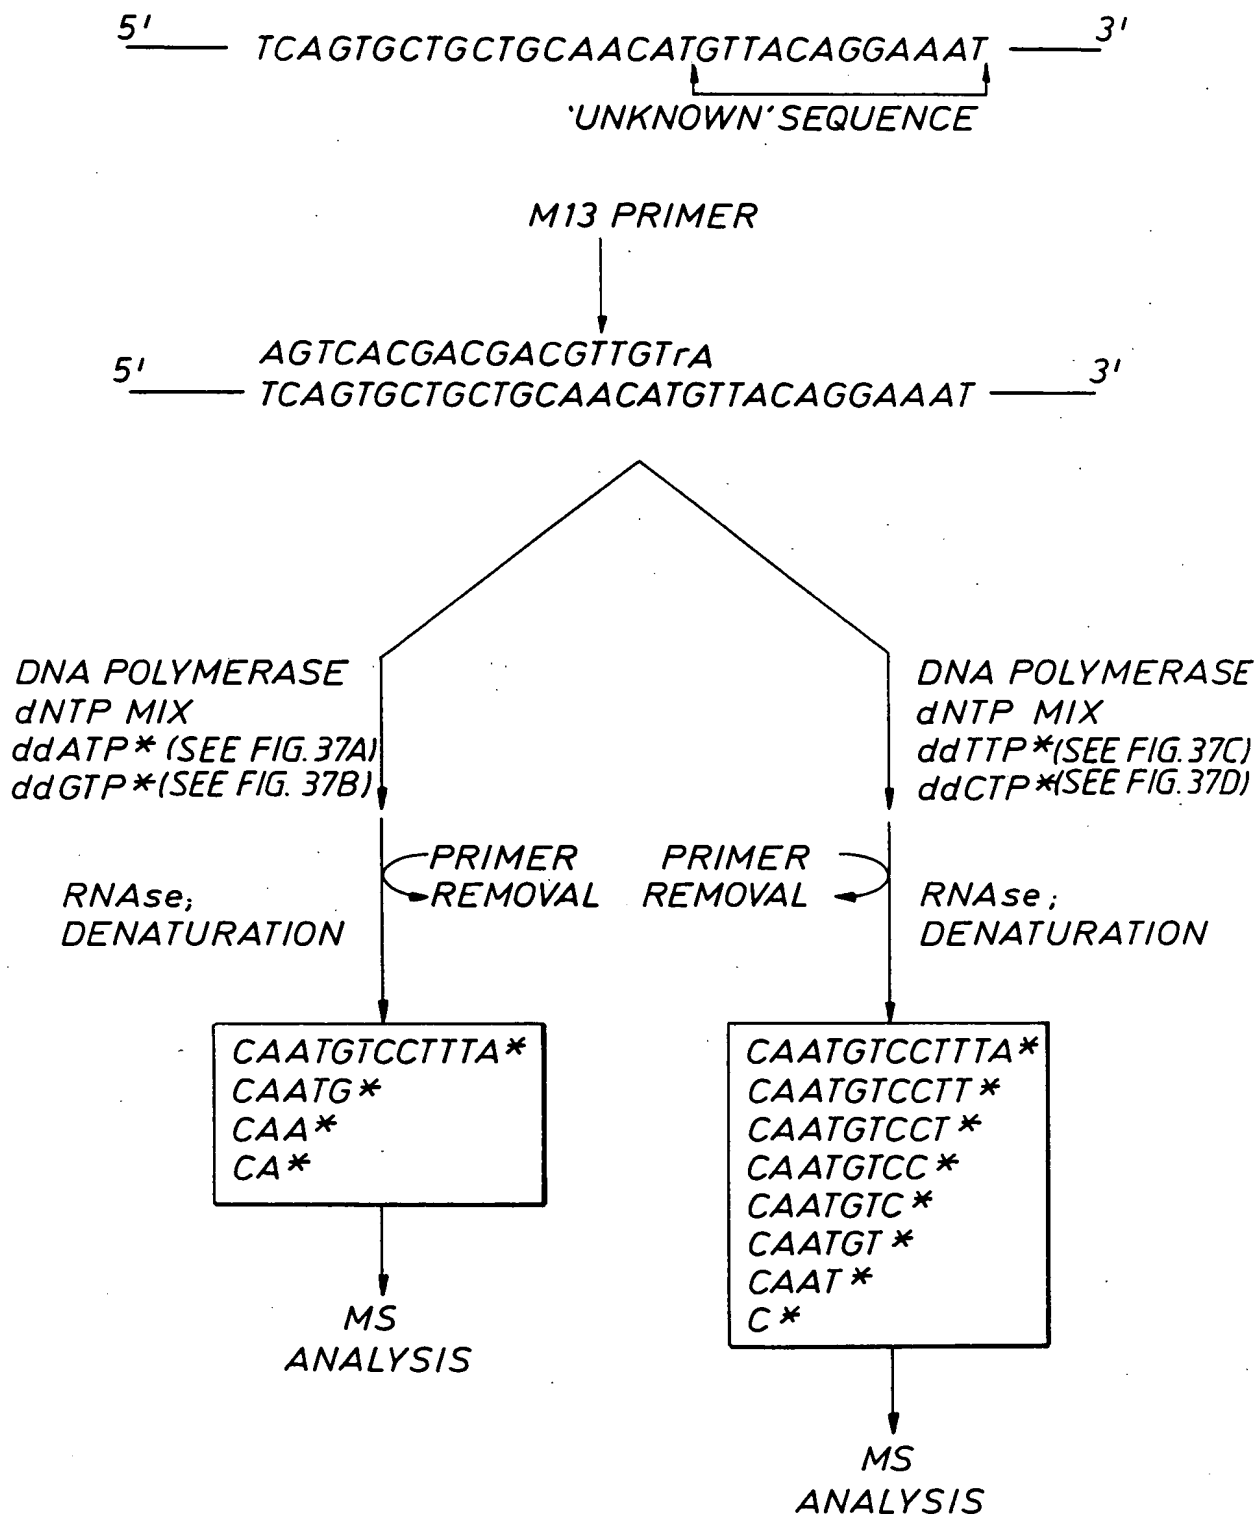 5' TCAGTGCTGCTGCAACATGTTACAGGAAAT 3'
'UNKNOWN' SEQUENCE
M13 PRIMER
AGTCACGACGACGTTGTrA
5' TCAGTGCTGCTGCAACATGTTACAGGAAAT 3'
DNA POLYMERASE
dNTP MIX
ddATP* (SEE FIG. 37A)
ddGTP* (SEE FIG. 37B)
DNA POLYMERASE
dNTP MIX
ddTTP* (SEE FIG. 37C)
ddCTP* (SEE FIG. 37D)
PRIMER
REMOVAL
PRIMER
REMOVAL
RNAse;
DENATURATION
RNAse;
DENATURATION
CAATGTCCTTTA*
CAATG*
CAA*
CA*
CAATGTCCTTTA*
CAATGTCCTT*
CAATGTCCT*
CAATGTCC*
CAATGTC*
CAATGT*
CAAT*
C*
MS
ANALYSIS
MS
ANALYSIS